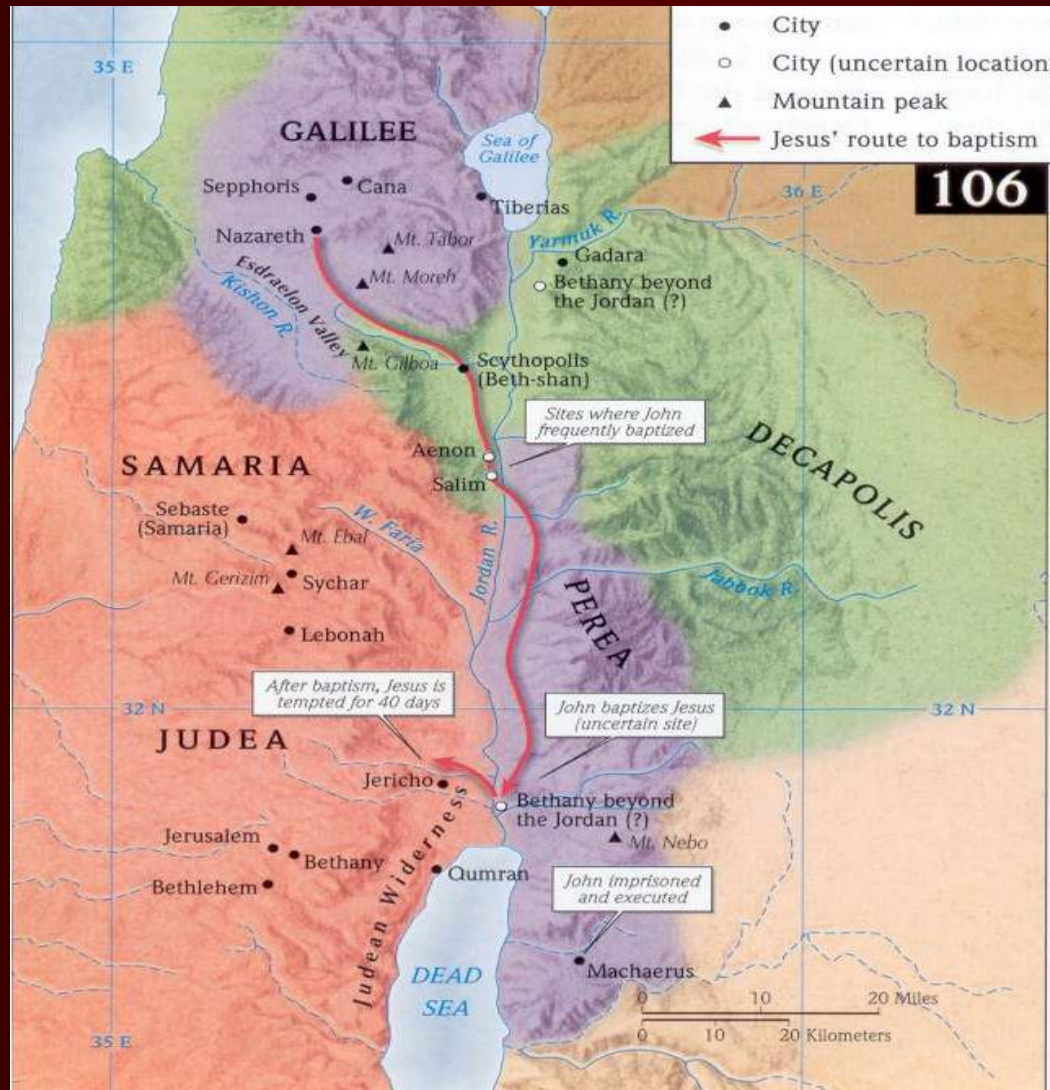 City
City (uncertain location
Mountain peak
Jesus' route to baptism
106
35 E
36 E
GALILEE
Sea of
Galilee
Sepphoris
Cana
Tiberias
Nazareth
Mt. Tabor
Yarmuk R.
Gadara
Mt. Moreh
Bethany beyond
the Jordan (?)
Esdraelon Valley
Kishon R.
Mt. Gilboa
Scythopolis
(Beth-shan)
Sites where John
frequently baptized
DECAPOLIS
Aenon
Salim
SAMARIA
Sebaste
(Samaria)
Mt. Ebal
W. Faria
Jordan R.
Mt. Gerizim
Sychar
PEREA
Jabbok R.
Lebonah
After baptism, Jesus is
tempted for 40 days
32 N
John baptizes Jesus
(uncertain site)
32 N
JUDEA
Jericho
Bethany beyond
the Jordan (?)
Mt. Nebo
Jerusalem
Bethany
Bethlehem
Qumran
Judean Widerness
John imprisoned
and executed
Machaerus
DEAD
SEA
0 10 20 Miles
0 10 20 Kilometers
35 E